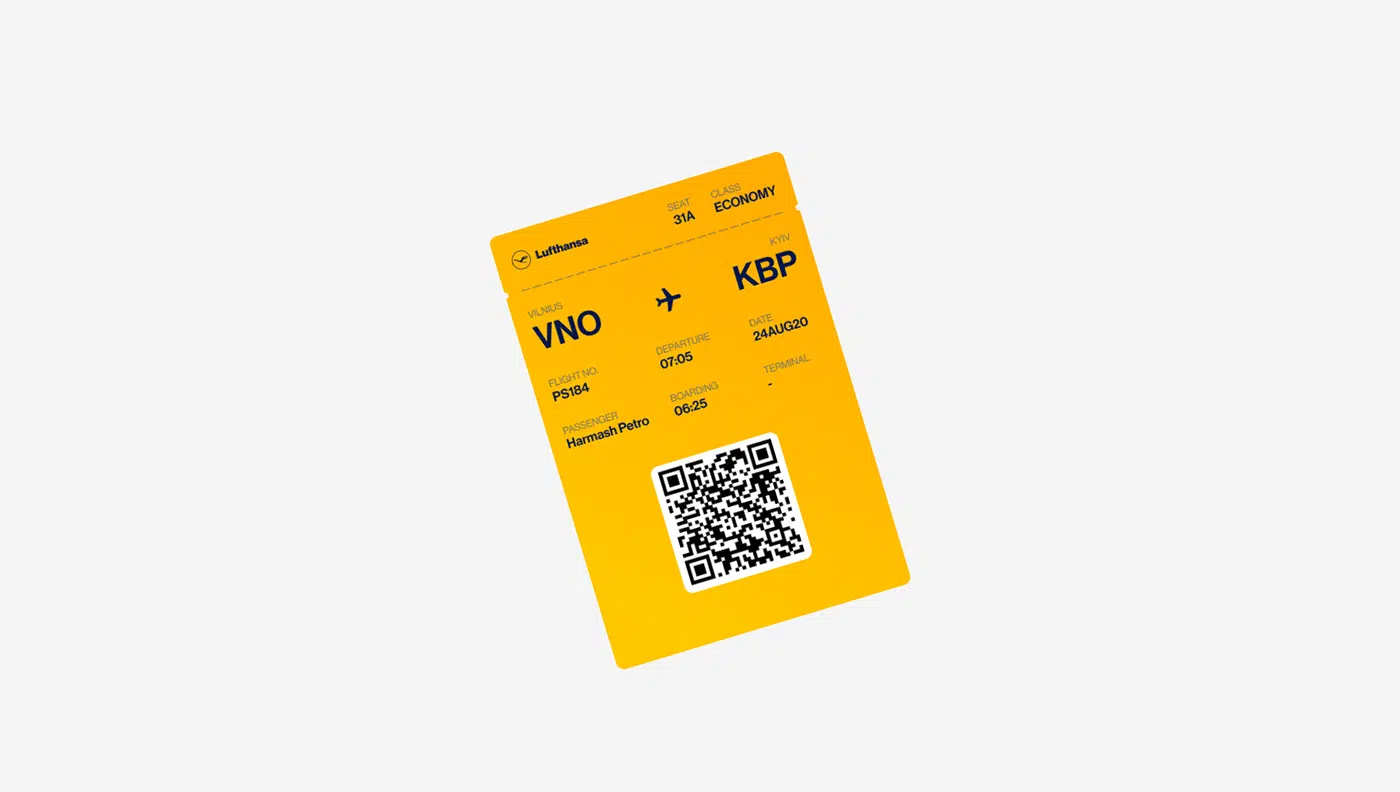 Lufthansa
SEAT
31A
CLASS
ECONOMY
VILNIUS
VNO
KYIV
KBP
FLIGHT NO.
PS184
DEPARTURE
07:05
DATE
24AUG20
PASSENGER
Harmash Petro
BOARDING
06:25
TERMINAL
-